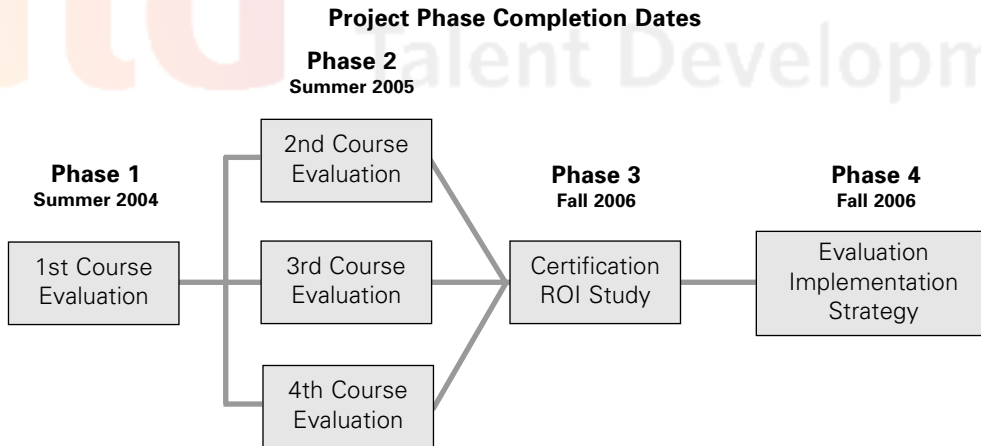 Project Phase Completion Dates
Talent Developm
Phase 2
Summer 2005
2nd Course
Evaluation
Phase 1
Summer 2004
Phase 3
Fall 2006
Phase 4
Fall 2006
1st Course
Evaluation
3rd Course
Evaluation
Certification
ROI Study
Evaluation
Implementation
Strategy
4th Course
Evaluation